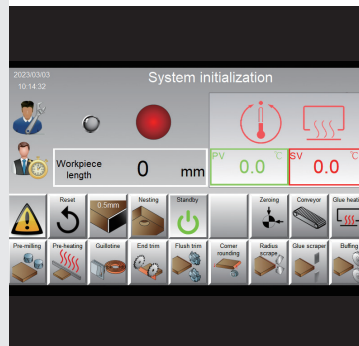 2023/03/03
10:14:32
System initialization
PV 0.0 °C
SV 0.0 °C
Workpiece length 0 mm
Reset
0.5mm
Nesting
Standby
Zeroing
Conveyor
Glue heati
Pre-milling
Pre-heating
Guillotine
End trim
Flush trim
Corner rounding
Radius scrape
Glue scraper
Buffing